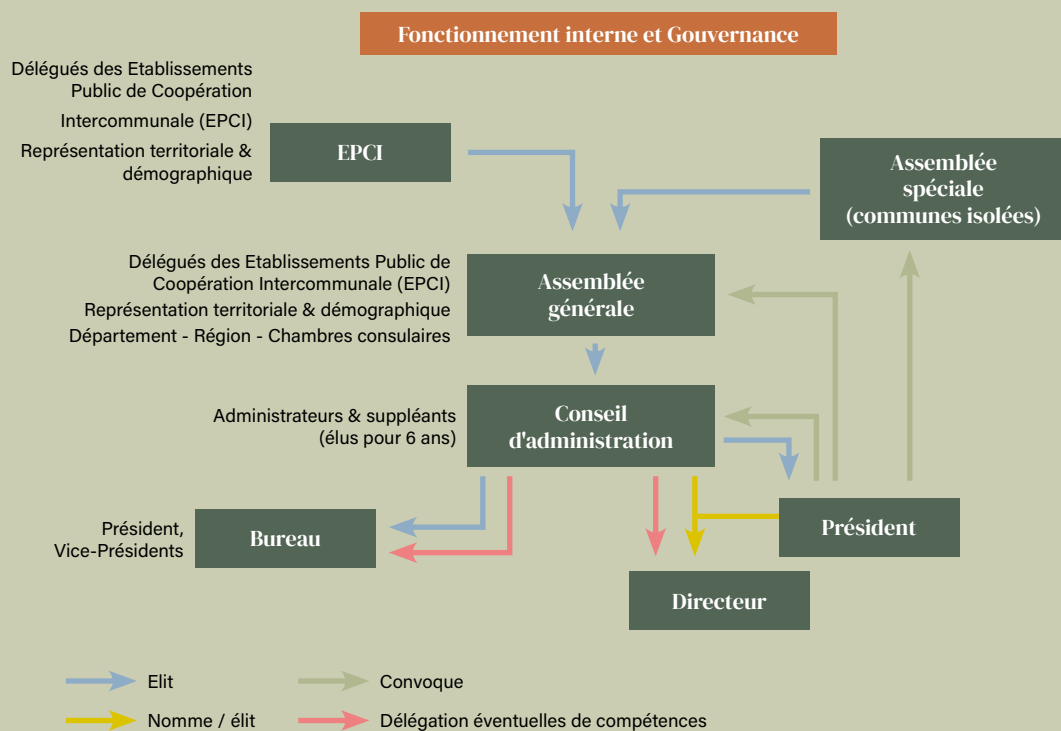 Fonctionnement interne et Gouvernance
Délégués des Etablissements
Public de Coopération
Intercommunale (EPCI)
Représentation territoriale &
démographique
EPCI
Assemblée
spéciale
(communes isolées)
Délégués des Etablissements Public de
Coopération Intercommunale (EPCI)
Représentation territoriale & démographique
Département - Région - Chambres consulaires
Assemblée
générale
Administrateurs & suppléants
(élus pour 6 ans)
Conseil
d'administration
Président,
Vice-Présidents
Bureau
Président
Directeur
Elit
Convoque
Nomme / élit
Délégation éventuelles de compétences